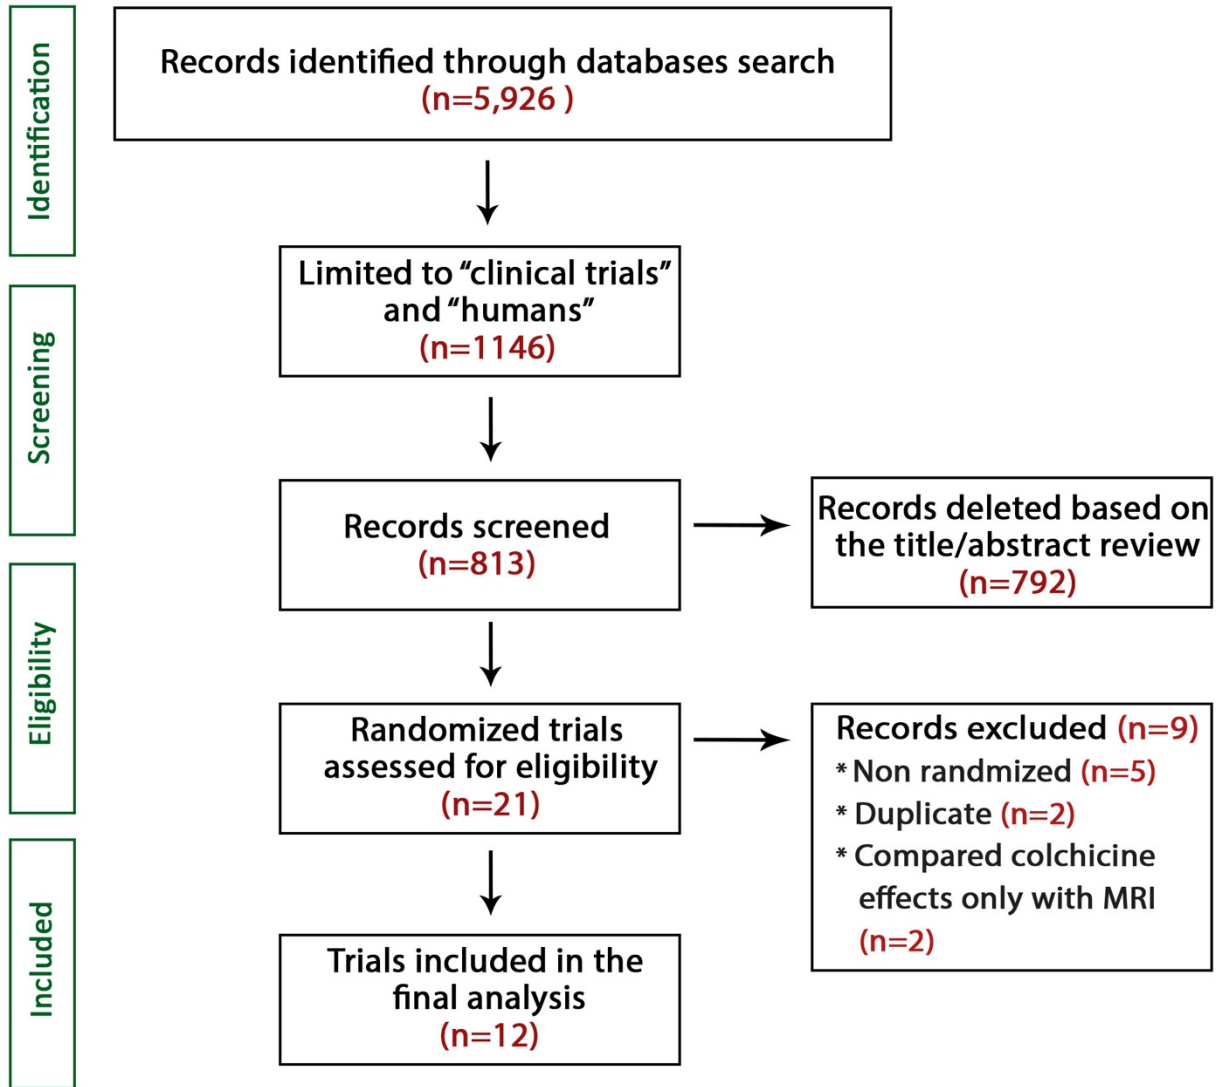 Identification
Records identified through databases search
(n=5,926 )
Limited to “clinical trials”
and “humans”
(n=1146)
Screening
Records screened
(n=813)
Records deleted based on
the title/abstract review
(n=792)
Eligibility
Randomized trials
assessed for eligibility
(n=21)
Records excluded (n=9)
* Non randmized (n=5)
* Duplicate (n=2)
* Compared colchicine
effects only with MRI
(n=2)
Included
Trials included in the
final analysis
(n=12)